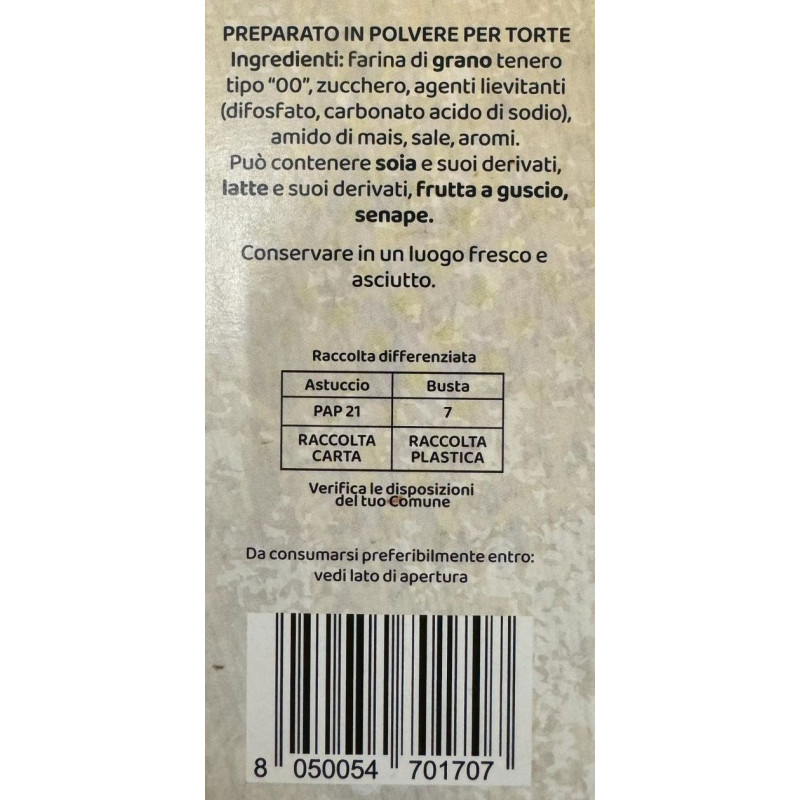 PREPARATO IN POLVERE PER TORTE
Ingredienti: farina di grano tenero
tipo “00”, zucchero, agenti lievitanti
(difosfato, carbonato acido di sodio),
amido di mais, sale, aromi.
Può contenere soia e suoi derivati,
latte e suoi derivati, frutta a guscio,
senape.
Conservare in un luogo fresco e
asciutto.
Raccolta differenziata
Astuccio Busta
PAP 21 7
RACCOLTA RACCOLTA
CARTA PLASTICA
Verifica le disposizioni
del tuo Comune
Da consumarsi preferibilmente entro:
vedi lato di apertura
8 050054 701707